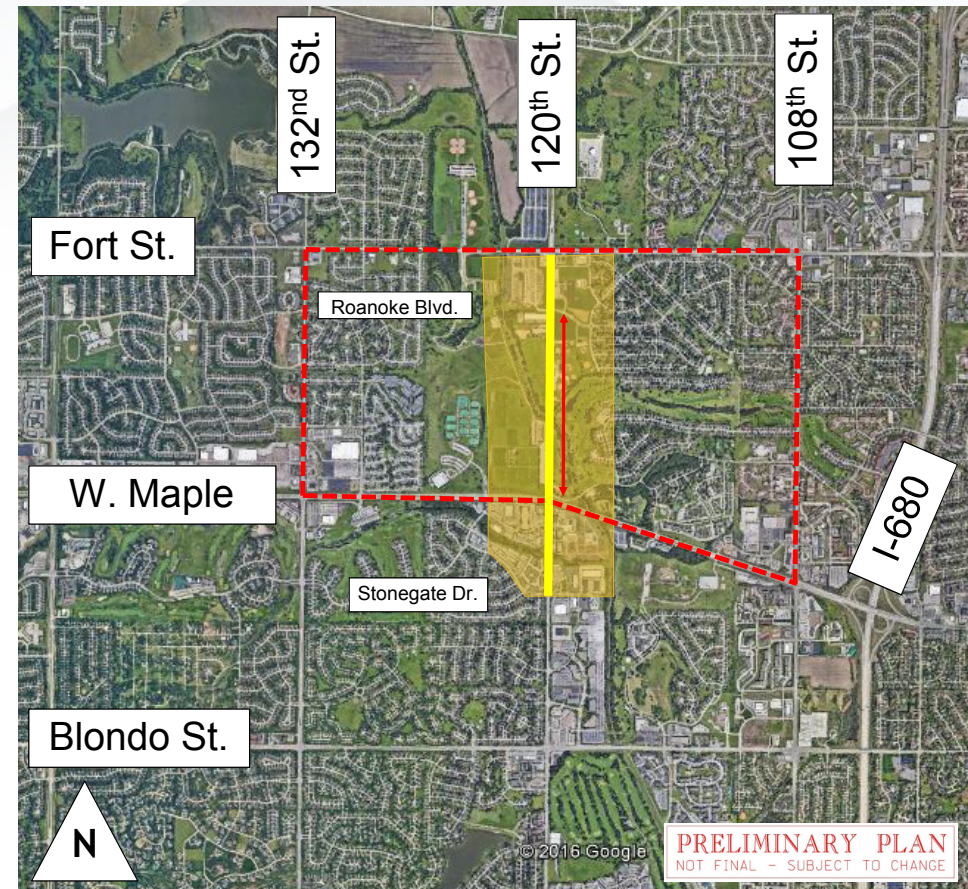 132nd St.
120th St.
108th St.
Fort St.
Roanoke Blvd.
W. Maple
I-680
Stonegate Dr.
Blondo St.
N
© 2016 Google
PRELIMINARY PLAN
NOT FINAL - SUBJECT TO CHANGE